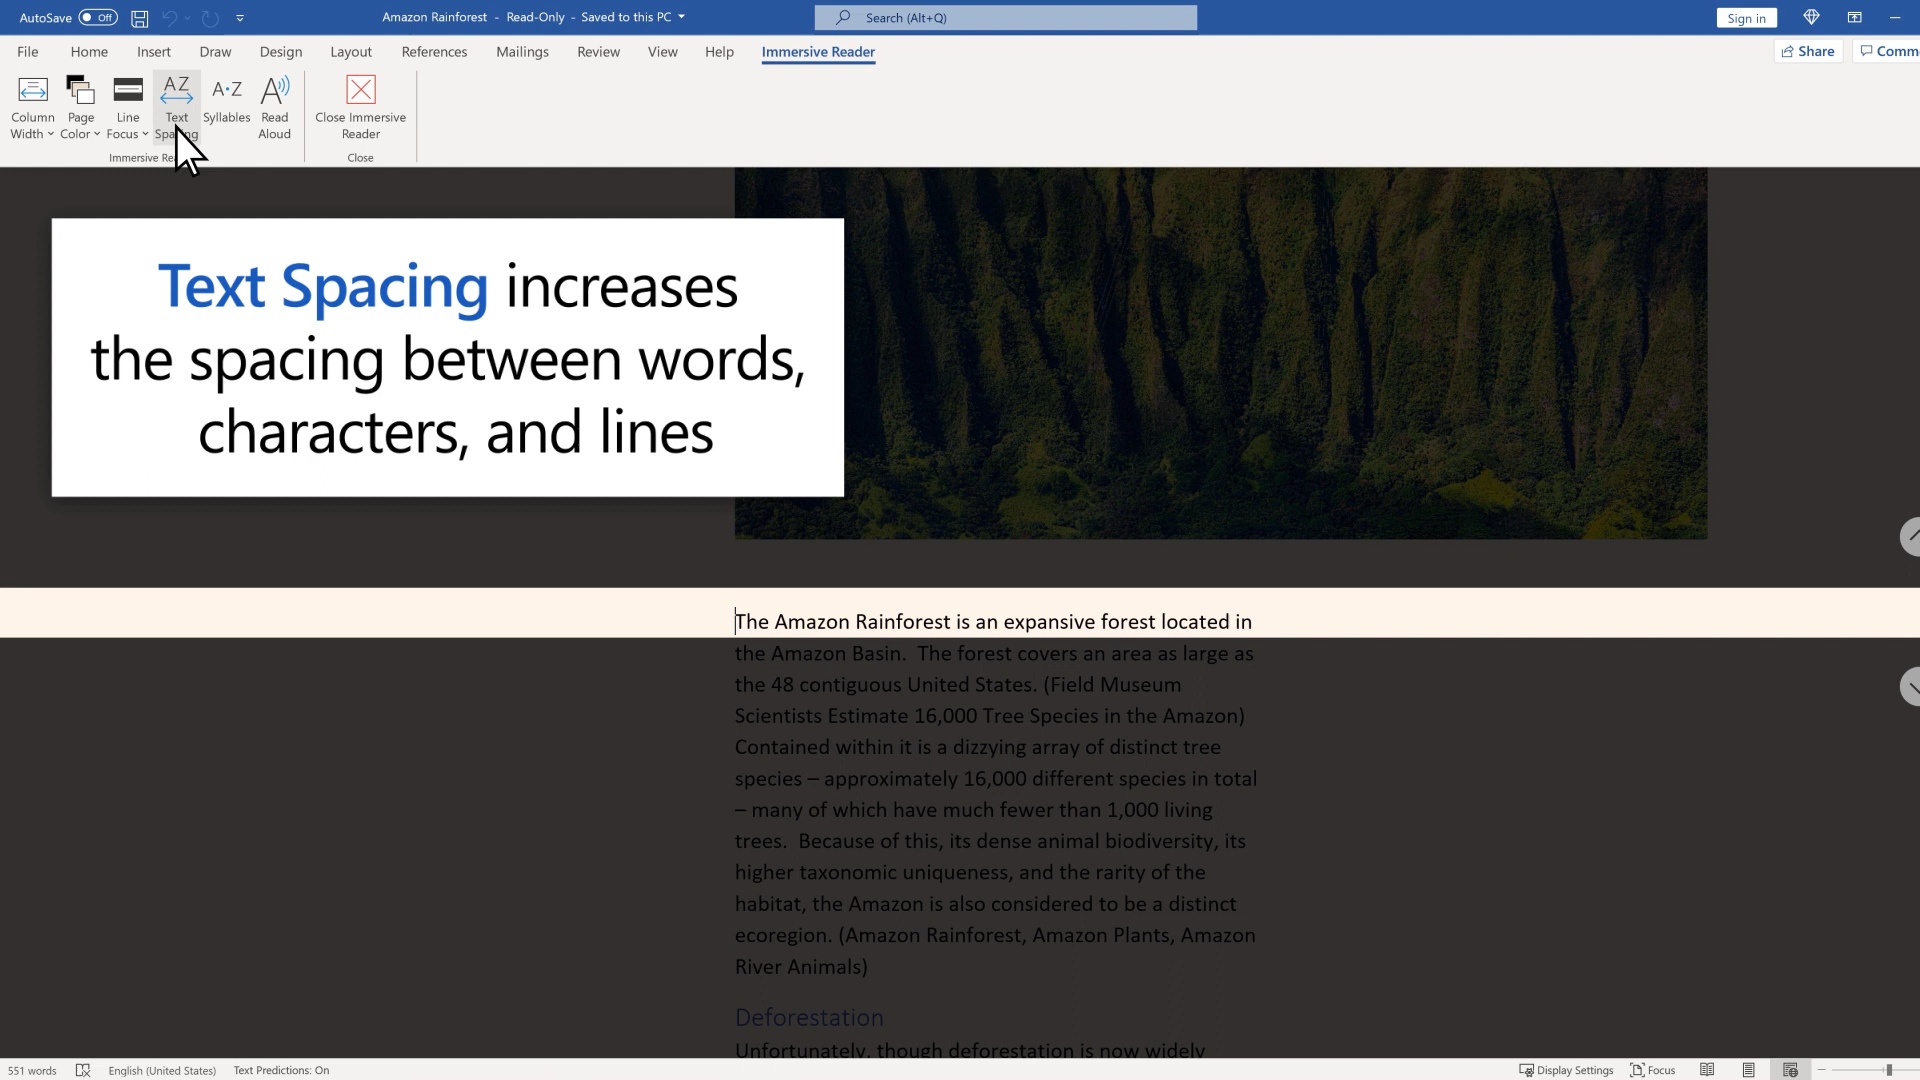 AutoSave Off
Amazon Rainforest - Read-Only - Saved to this PC
Search (Alt+Q)
Sign in
File Home Insert Draw Design Layout References Mailings Review View Help Immersive Reader
Share
Column Width
Page Color
Line Focus
AZ
Text Spacing
A·Z
Syllables
Read Aloud
Close Immersive Reader
Close
Text Spacing increases
the spacing between words,
characters, and lines
The Amazon Rainforest is an expansive forest located in
the Amazon Basin.  The forest covers an area as large as
the 48 contiguous United States. (Field Museum
Scientists Estimate 16,000 Tree Species in the Amazon)
Contained within it is a dizzying array of distinct tree
species – approximately 16,000 different species in total
– many of which have much fewer than 1,000 living
trees.  Because of this, its dense animal biodiversity, its
higher taxonomic uniqueness, and the rarity of the
habitat, the Amazon is also considered to be a distinct
ecoregion. (Amazon Rainforest, Amazon Plants, Amazon
River Animals)
Deforestation
Unfortunately, though deforestation is now widely
551 words English (United States) Text Predictions: On
Display Settings Focus